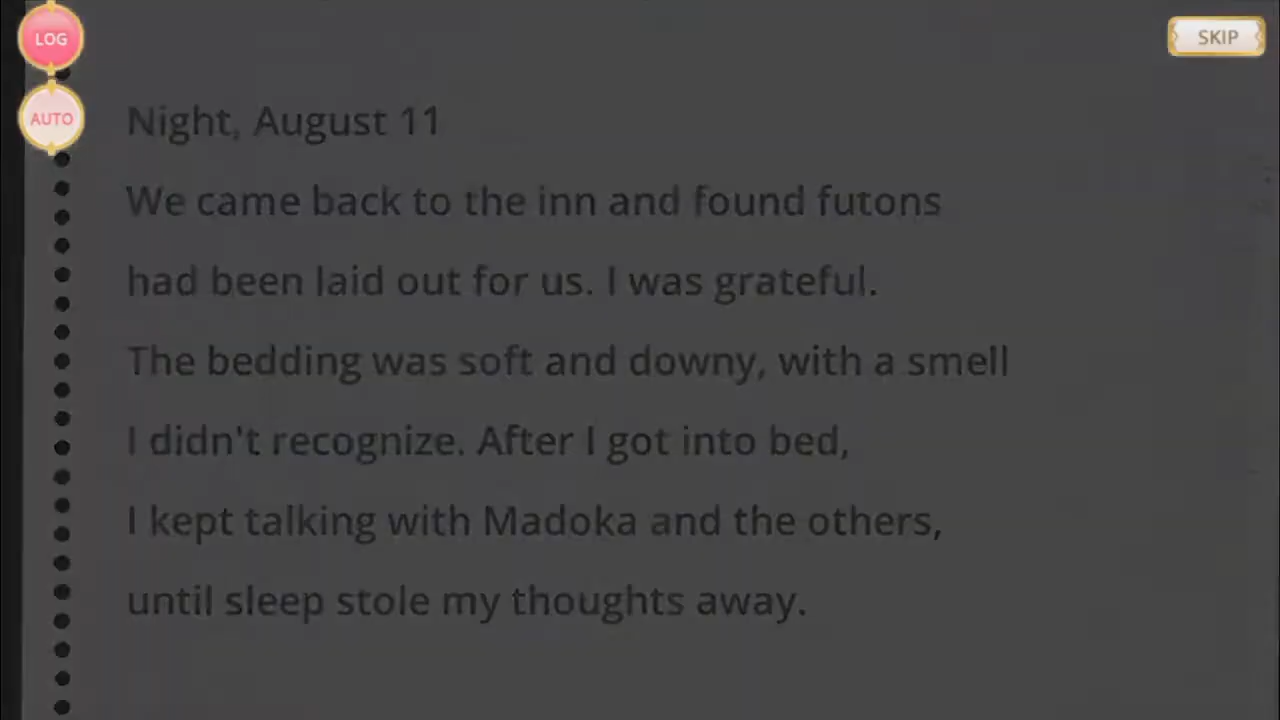 LOG
SKIP
AUTO
Night, August 11
We came back to the inn and found futons
had been laid out for us. I was grateful.
The bedding was soft and downy, with a smell
I didn't recognize. After I got into bed,
I kept talking with Madoka and the others,
until sleep stole my thoughts away.